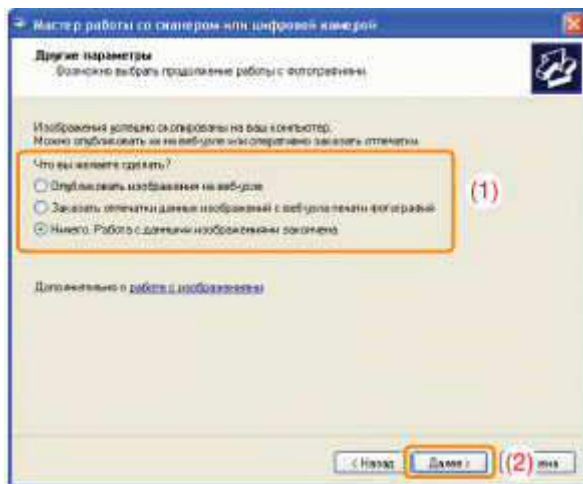 Мастер работы со сканером или цифровой камерой
Другие параметры
Возможно выбрать продолжение работы с фотографиями.
Изображения успешно скопированы на ваш компьютер.
Можно опубликовать их на веб-узле или оперативно заказать отпечатки.
Что вы желаете сделать?
Опубликовать изображения на веб-узле
Заказать отпечатки данных изображений с веб-узла печати фотографий
Ничего. Работа с данными изображениями закончена
(1)
Дополнительно о работе с изображениями
< Назад
Далее >
(2)